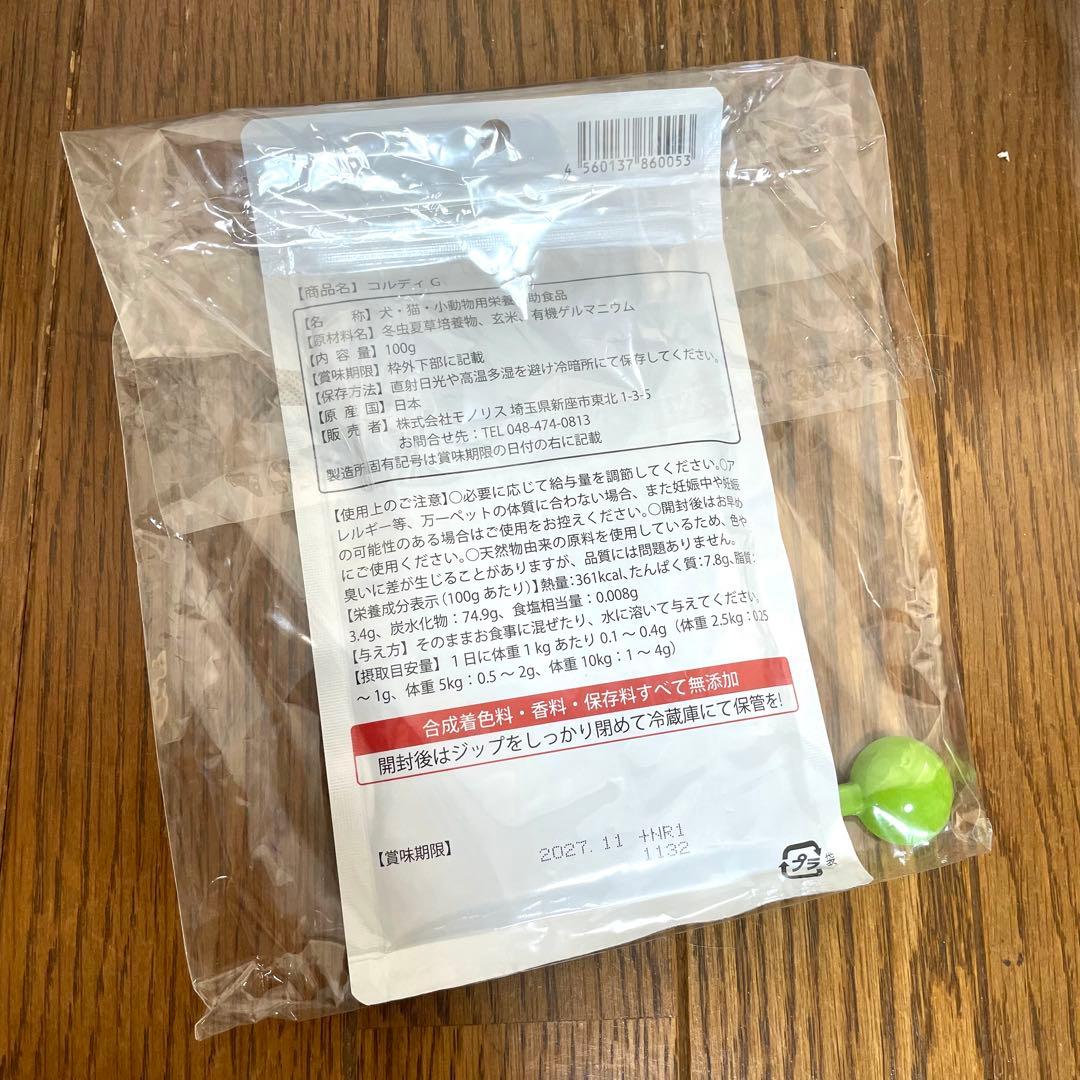 4 560137 860053
【商品名】コルディG
【名　称】犬・猫・小動物用栄養補助食品
【原材料名】冬虫夏草培養物、玄米、有機ゲルマニウム
【内 容 量】100g
【賞味期限】枠外下部に記載
【保存方法】直射日光や高温多湿を避け冷暗所にて保存してください。
【原 産 国】日本
【販 売 者】株式会社モノリス 埼玉県新座市東北 1-3-5
お問合せ先：TEL 048-474-0813
製造所固有記号は賞味期限の日付の右に記載
【使用上のご注意】○必要に応じて給与量を調節してください。○ア
レルギー等、万一ペットの体質に合わない場合、また妊娠中や妊娠
の可能性のある場合はご使用をお控えください。○開封後はお早め
にご使用ください。○天然物由来の原料を使用しているため、色や
臭いに差が生じることがありますが、品質には問題ありません。
【栄養成分表示（100gあたり）】熱量：361kcal、たんぱく質：7.8g、脂質：
3.4g、炭水化物：74.9g、食塩相当量：0.008g
【与え方】そのままお食事に混ぜたり、水に溶いて与えてください。
【摂取目安量】1日に体重1kgあたり0.1～0.4g（体重2.5kg：0.25
～1g、体重5kg：0.5～2g、体重10kg：1～4g）
合成着色料・香料・保存料すべて無添加
開封後はジップをしっかり閉めて冷蔵庫にて保管を!
【賞味期限】 2027.11 +NR1
1132
プラ 袋